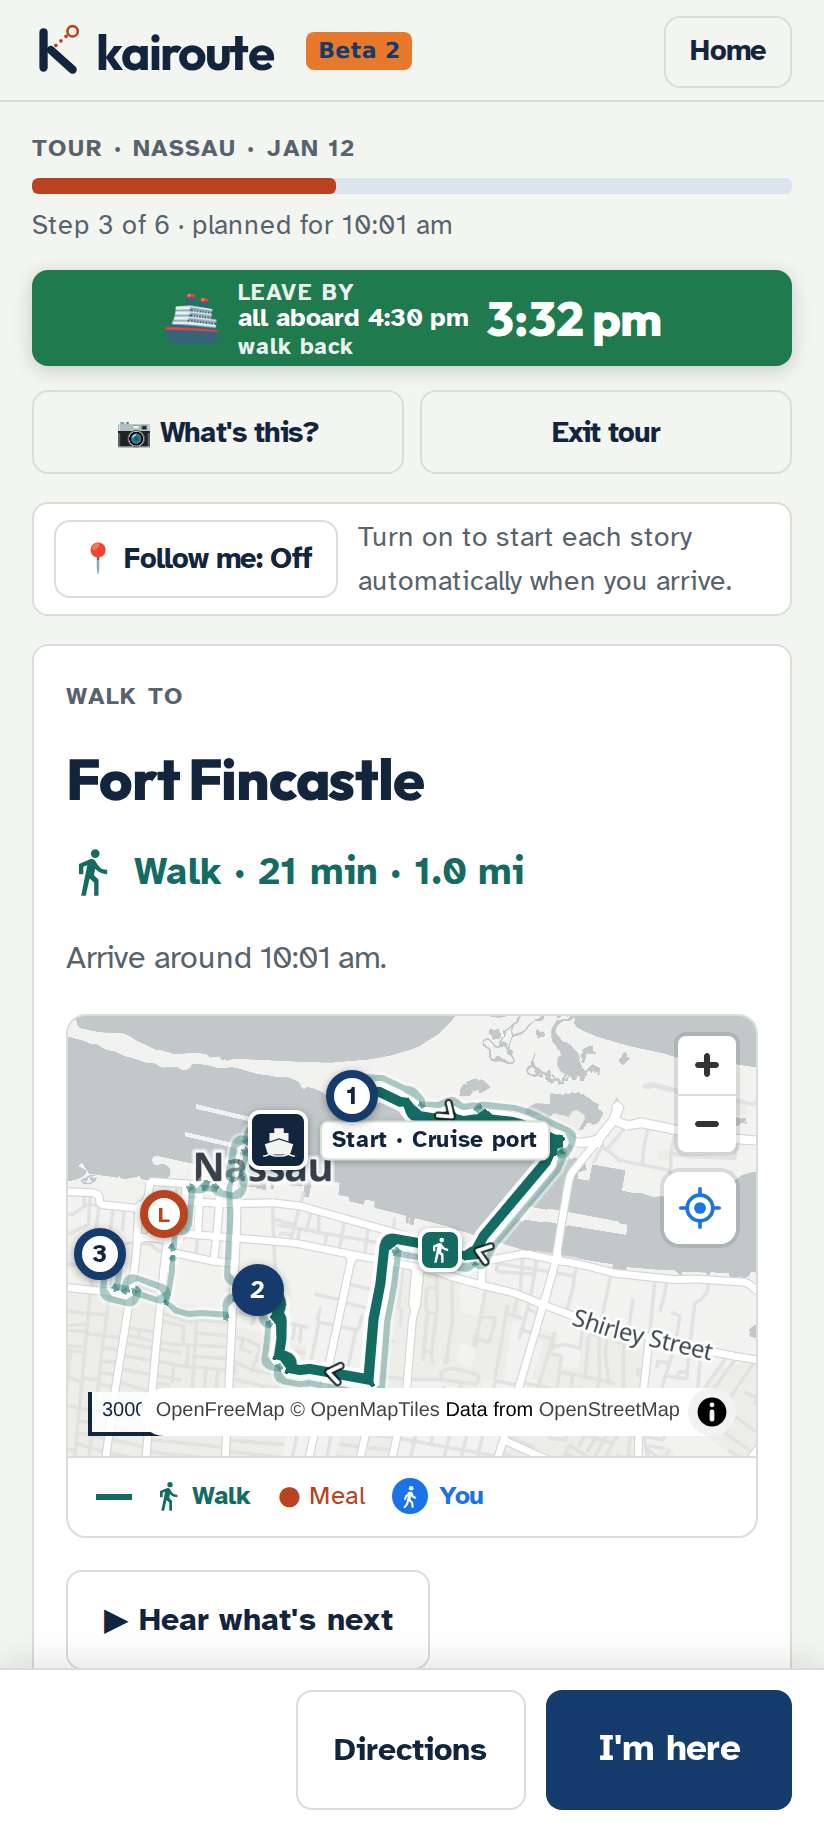 kairoute
Beta 2
Home
TOUR · NASSAU · JAN 12
Step 3 of 6 · planned for 10:01 am
LEAVE BY
all aboard 4:30 pm
walk back
3:32 pm
What's this?
Exit tour
Follow me: Off
Turn on to start each story
automatically when you arrive.
WALK TO
Fort Fincastle
Walk · 21 min · 1.0 mi
Arrive around 10:01 am.
1
Start · Cruise port
Nassau
L
3
2
Shirley Street
OpenFreeMap © OpenMapTiles Data from OpenStreetMap
Walk
Meal
You
▶ Hear what's next
Directions
I'm here